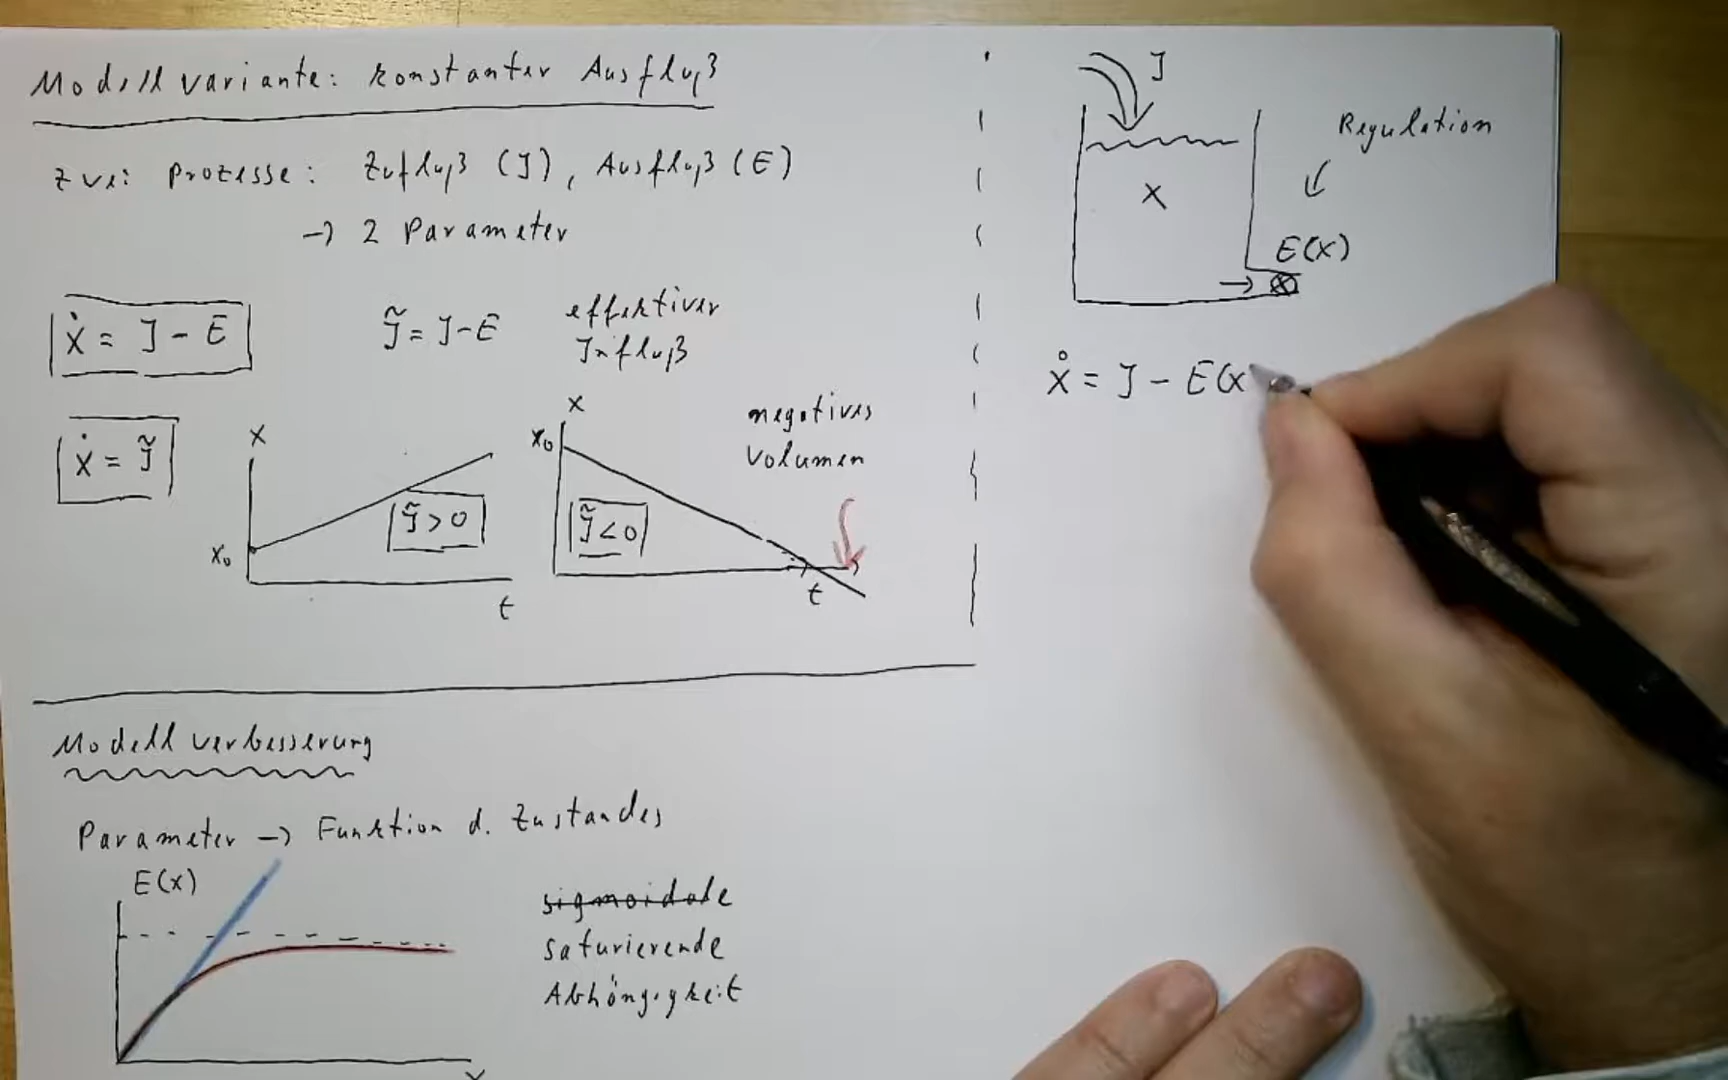 Modellvariante: konstanter Ausfluß
Zwei Prozesse: Zufluß (J), Ausfluß (E)
→ 2 Parameter
ẋ = J - E
J̃ = J - E
effektiver
Influß
ẋ = J̃
x
x₀
J̃ > 0
t
x
x₀
J̃ < 0
t
negatives
Volumen
Modellverbesserung
Parameter → Funktion d. Zustandes
E(x)
x
sigmoidale
saturierende
Abhängigkeit
J
x
Regulation
E(x)
ẋ = J - E(x